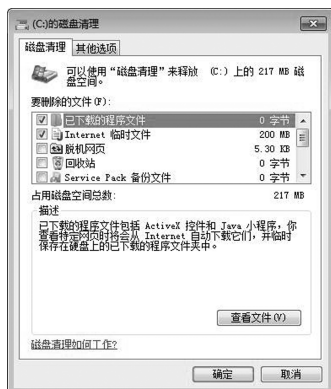 (C:)的磁盘清理
磁盘清理 其他选项
可以使用“磁盘清理”来释放 (C:) 上的 217 MB 磁
盘空间。
要删除的文件(F):
已下载的程序文件 0 字节
Internet 临时文件 200 MB
脱机网页 5.30 KB
回收站 0 字节
Service Pack 备份文件 0 字节
占用磁盘空间总数: 217 MB
描述
已下载的程序文件包括 ActiveX 控件和 Java 小程序，你
查看特定网页时将会从 Internet 自动下载它们，并临时
保存在硬盘上的已下载的程序文件夹中。
查看文件(V)
磁盘清理如何工作?
确定 取消